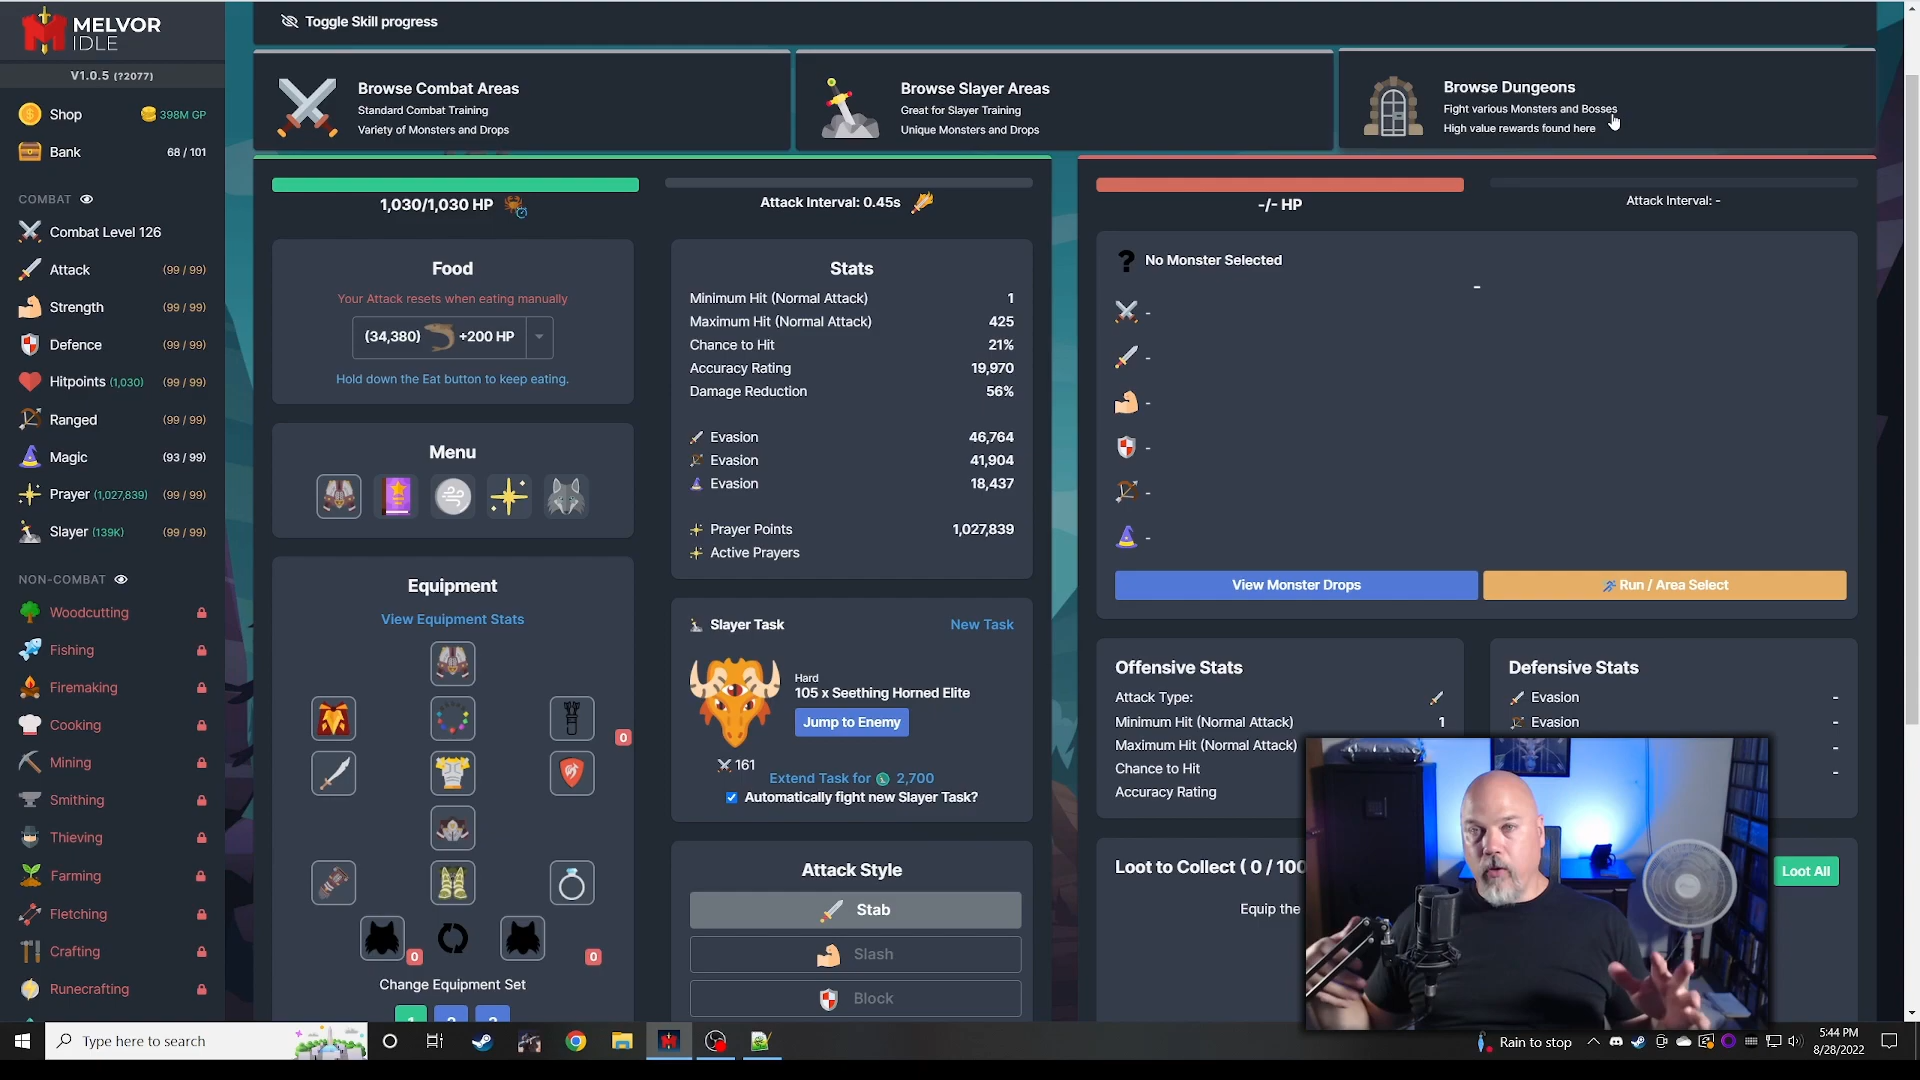 MELVOR
IDLE
V1.0.5 (?2077)
Shop 398M GP
Bank 68 / 101
COMBAT
Combat Level 126
Attack (99 / 99)
Strength (99 / 99)
Defence (99 / 99)
Hitpoints (1,030) (99 / 99)
Ranged (99 / 99)
Magic (93 / 99)
Prayer (1,027,839) (99 / 99)
Slayer (139K) (99 / 99)
NON-COMBAT
Woodcutting
Fishing
Firemaking
Cooking
Mining
Smithing
Thieving
Farming
Fletching
Crafting
Runecrafting
Toggle Skill progress
Browse Combat Areas
Standard Combat Training
Variety of Monsters and Drops
Browse Slayer Areas
Great for Slayer Training
Unique Monsters and Drops
Browse Dungeons
Fight various Monsters and Bosses
High value rewards found here
1,030/1,030 HP
Attack Interval: 0.45s
Food
Your Attack resets when eating manually
(34,380) +200 HP
Hold down the Eat button to keep eating.
Menu
Equipment
View Equipment Stats
0
0
0
Change Equipment Set
1 2 3
Stats
Minimum Hit (Normal Attack) 1
Maximum Hit (Normal Attack) 425
Chance to Hit 21%
Accuracy Rating 19,970
Damage Reduction 56%
Evasion 46,764
Evasion 41,904
Evasion 18,437
Prayer Points 1,027,839
Active Prayers
Slayer Task New Task
Hard
105 x Seething Horned Elite
Jump to Enemy
161
Extend Task for 2,700
Automatically fight new Slayer Task?
Attack Style
Stab
Slash
Block
-/- HP
Attack Interval: -
? No Monster Selected
-
-
-
-
-
-
-
View Monster Drops
Run / Area Select
Offensive Stats
Attack Type:
Minimum Hit (Normal Attack) 1
Maximum Hit (Normal Attack)
Chance to Hit
Accuracy Rating
Defensive Stats
Evasion -
Evasion -
-
-
Loot to Collect ( 0 / 100
Loot All
Equip the
Type here to search
Rain to stop
5:44 PM
8/28/2022